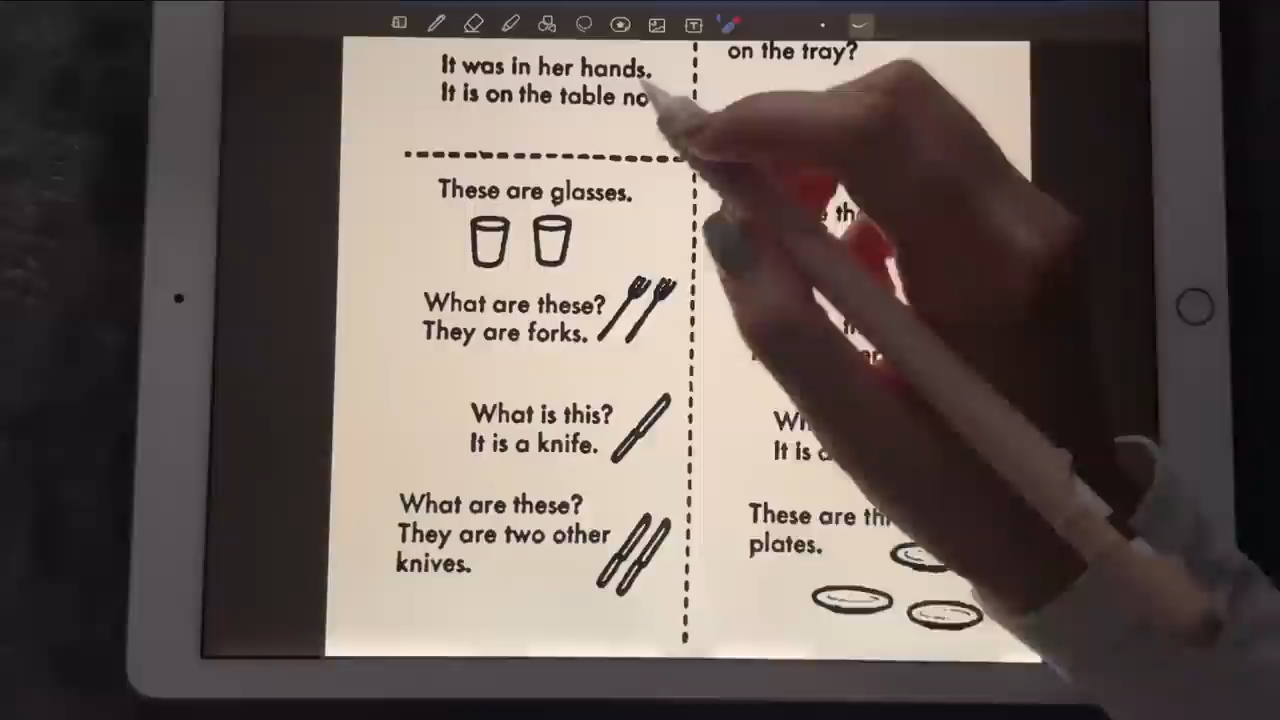 It was in her hands.
It is on the table no
These are glasses.
What are these?
They are forks.
What is this?
It is a knife.
What are these?
They are two other
knives.
on the tray?
It is
These are
plates.